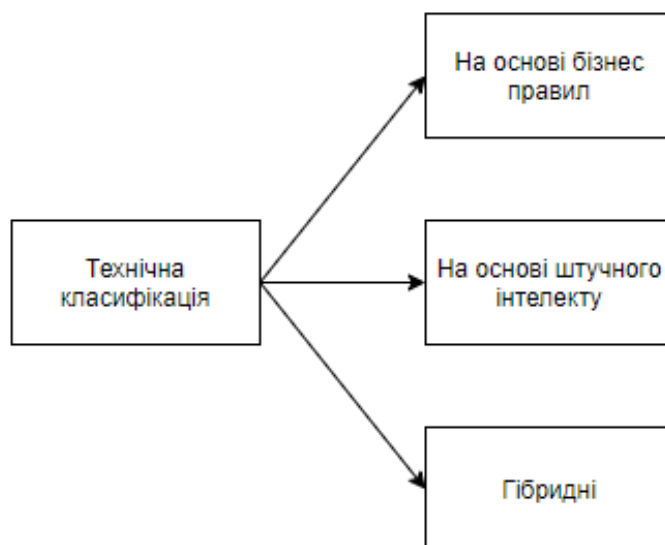 На основі бізнес
правил
Технічна
класифікація
На основі штучного
інтелекту
Гібридні